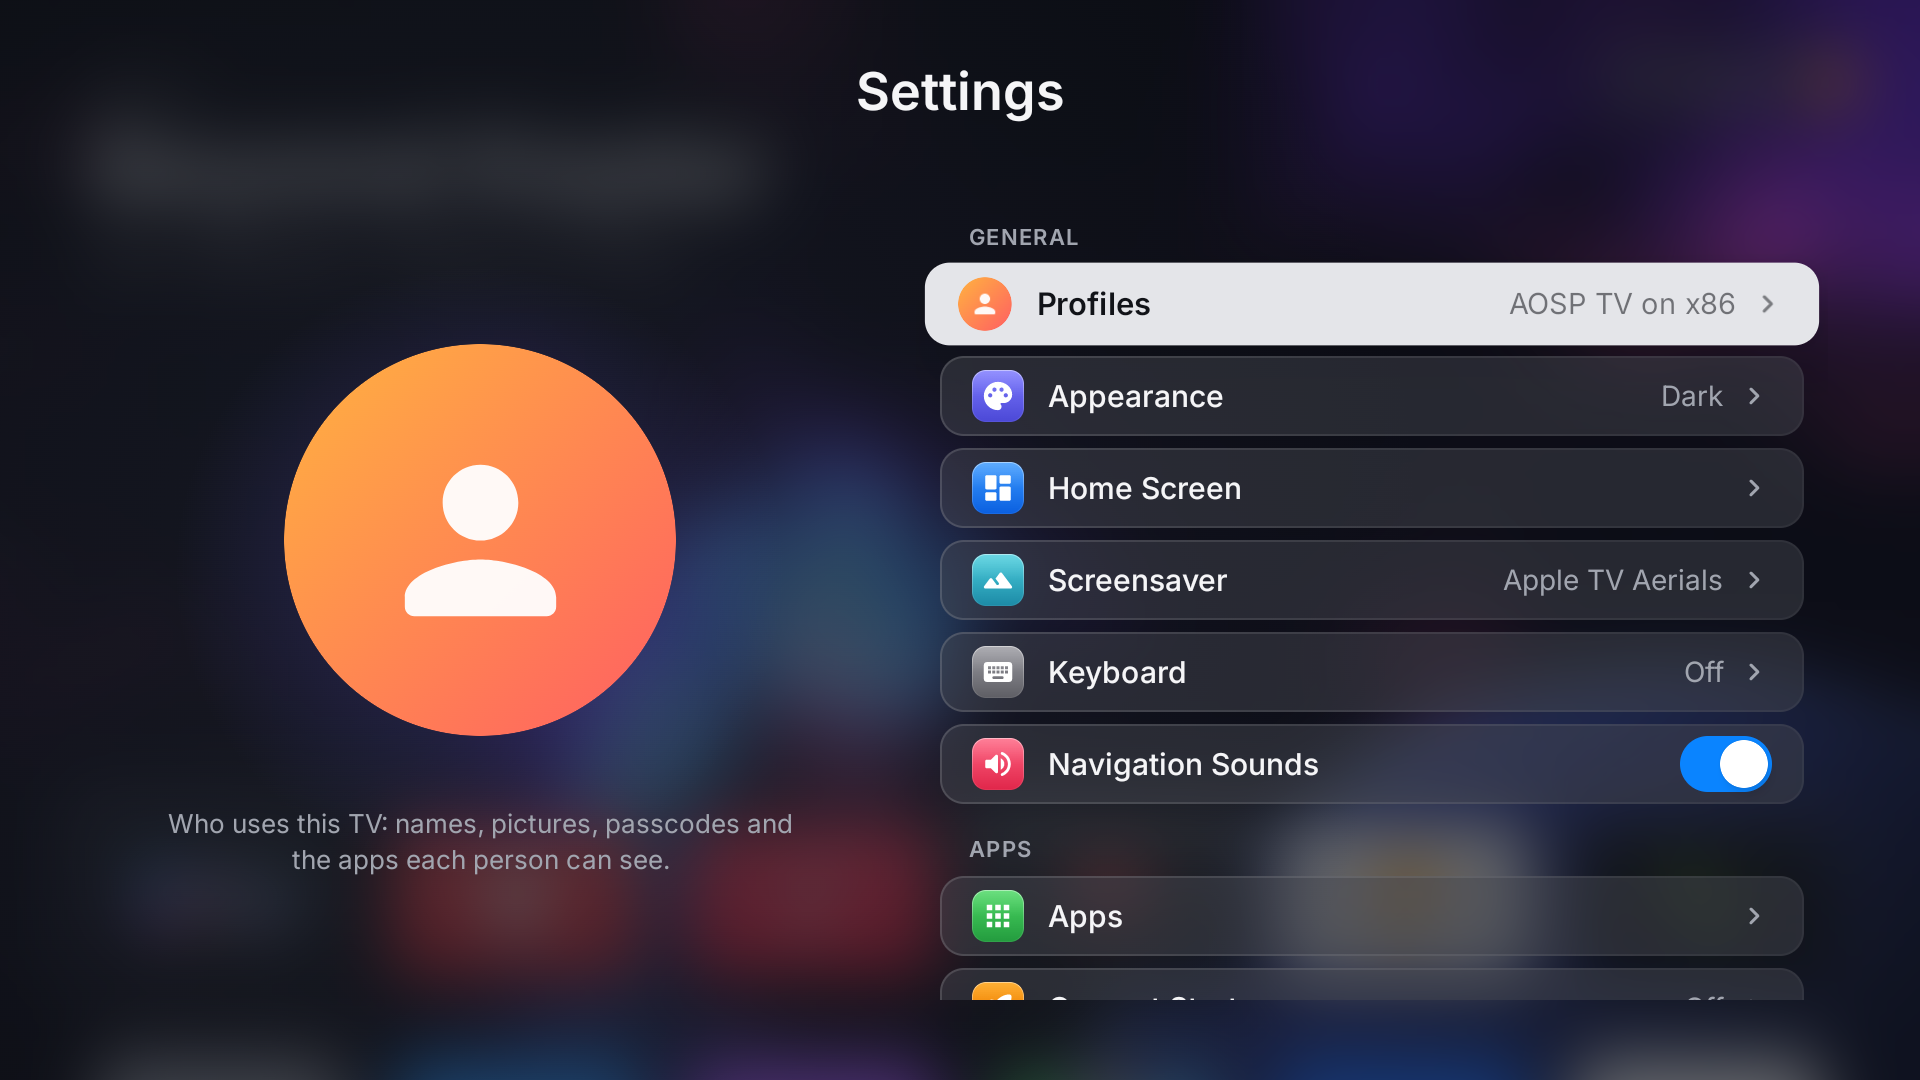 Settings
GENERAL
Profiles AOSP TV on x86
Appearance Dark
Home Screen
Screensaver Apple TV Aerials
Keyboard Off
Navigation Sounds
Who uses this TV: names, pictures, passcodes and
the apps each person can see.
APPS
Apps